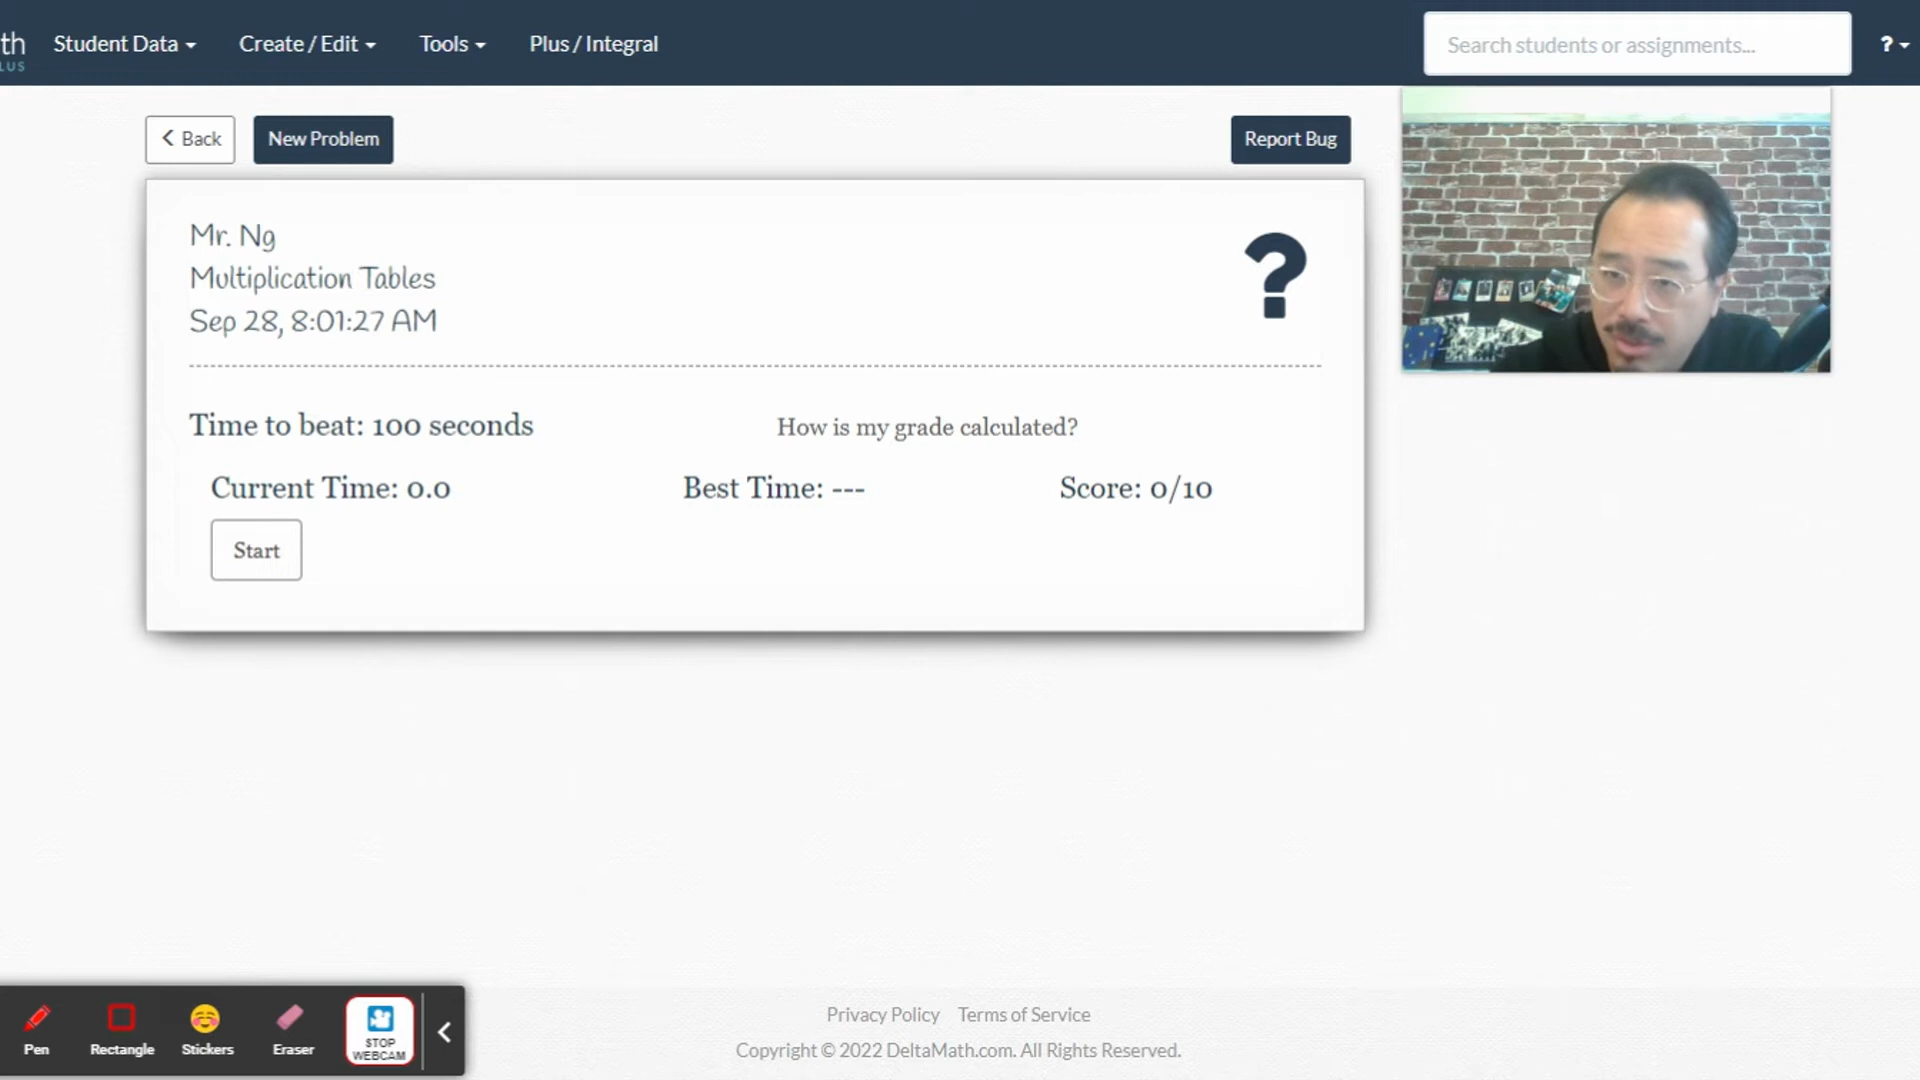 th Student Data Create / Edit Tools Plus / Integral Search students or assignments... ?
LUS
Back New Problem Report Bug
Mr. Ng
Multiplication Tables
Sep 28, 8:01:27 AM
?
Time to beat: 100 seconds How is my grade calculated?
Current Time: 0.0 Best Time: --- Score: 0/10
Start
Pen Rectangle Stickers Eraser STOP WEBCAM
Privacy Policy Terms of Service
Copyright © 2022 DeltaMath.com. All Rights Reserved.